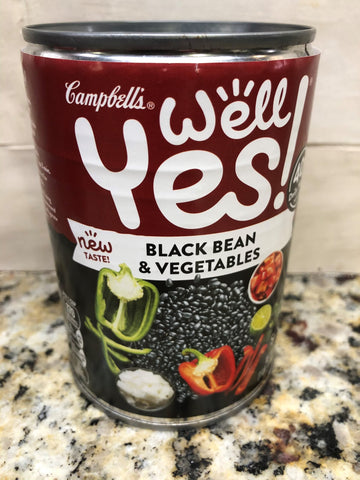 Campbell's®
Well
Yes!
new
TASTE!
BLACK BEAN
& VEGETABLES